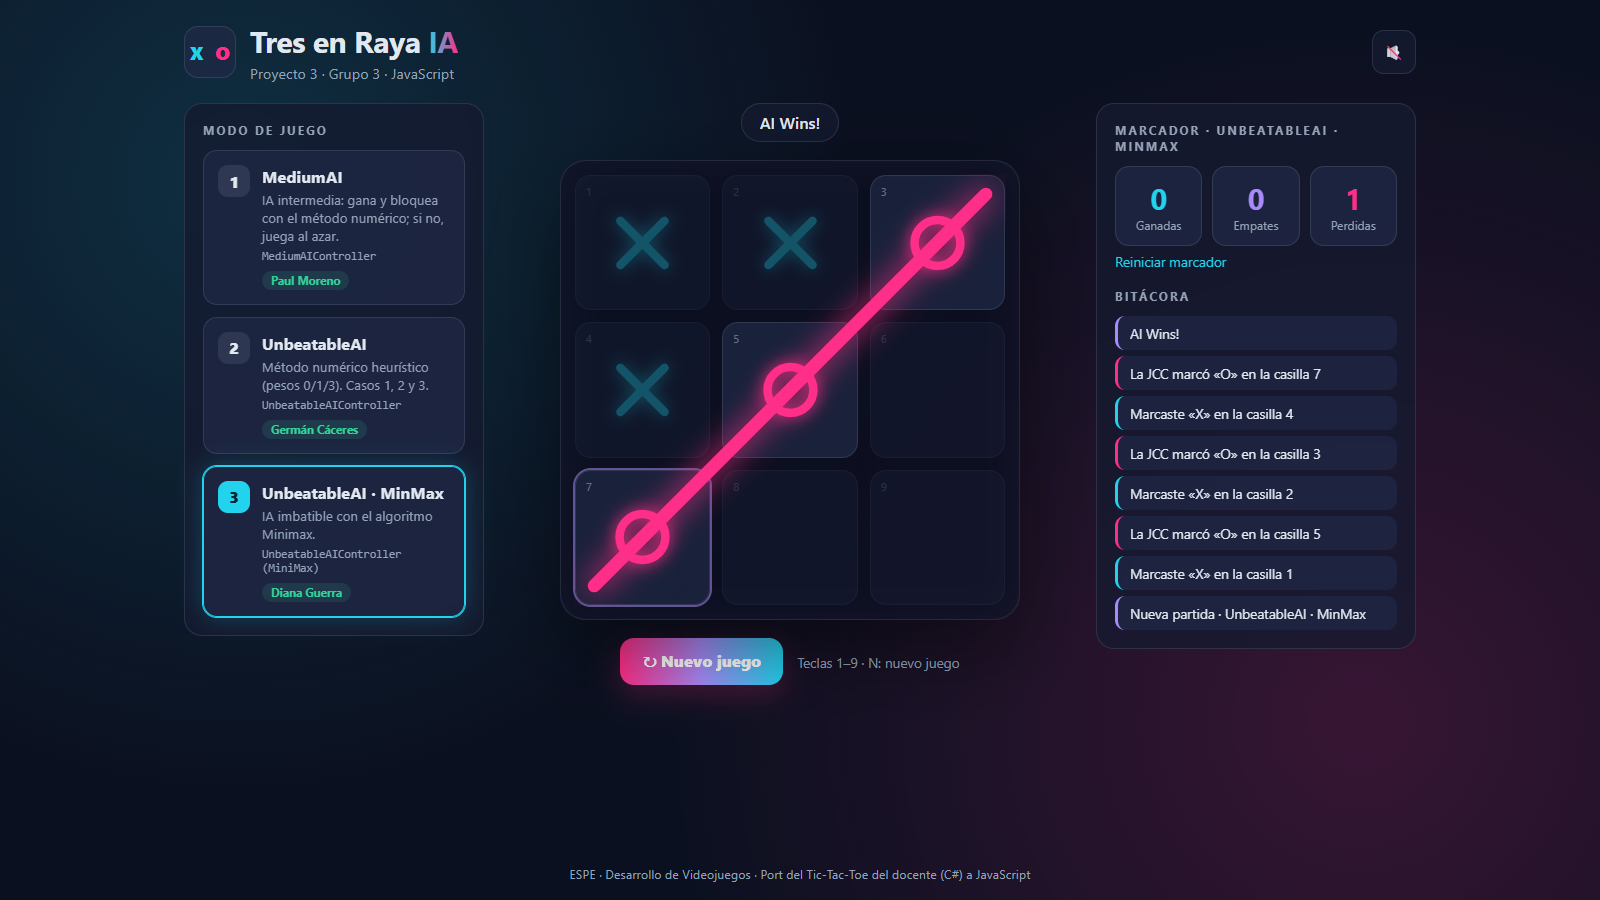 x o
Tres en Raya IA
Proyecto 3 · Grupo 3 · JavaScript
MODO DE JUEGO
1
MediumAI
IA intermedia: gana y bloquea
con el método numérico; si no,
juega al azar.
MediumAIController
Paul Moreno
2
UnbeatableAI
Método numérico heurístico
(pesos 0/1/3). Casos 1, 2 y 3.
UnbeatableAIController
Germán Cáceres
3
UnbeatableAI · MinMax
IA imbatible con el algoritmo
Minimax.
UnbeatableAIController
(MiniMax)
Diana Guerra
AI Wins!
1
2
3
4
5
6
7
8
9
↻ Nuevo juego
Teclas 1–9 · N: nuevo juego
MARCADOR · UNBEATABLEAI ·
MINMAX
0
Ganadas
0
Empates
1
Perdidas
Reiniciar marcador
BITÁCORA
AI Wins!
La JCC marcó «O» en la casilla 7
Marcaste «X» en la casilla 4
La JCC marcó «O» en la casilla 3
Marcaste «X» en la casilla 2
La JCC marcó «O» en la casilla 5
Marcaste «X» en la casilla 1
Nueva partida · UnbeatableAI · MinMax
ESPE · Desarrollo de Videojuegos · Port del Tic-Tac-Toe del docente (C#) a JavaScript